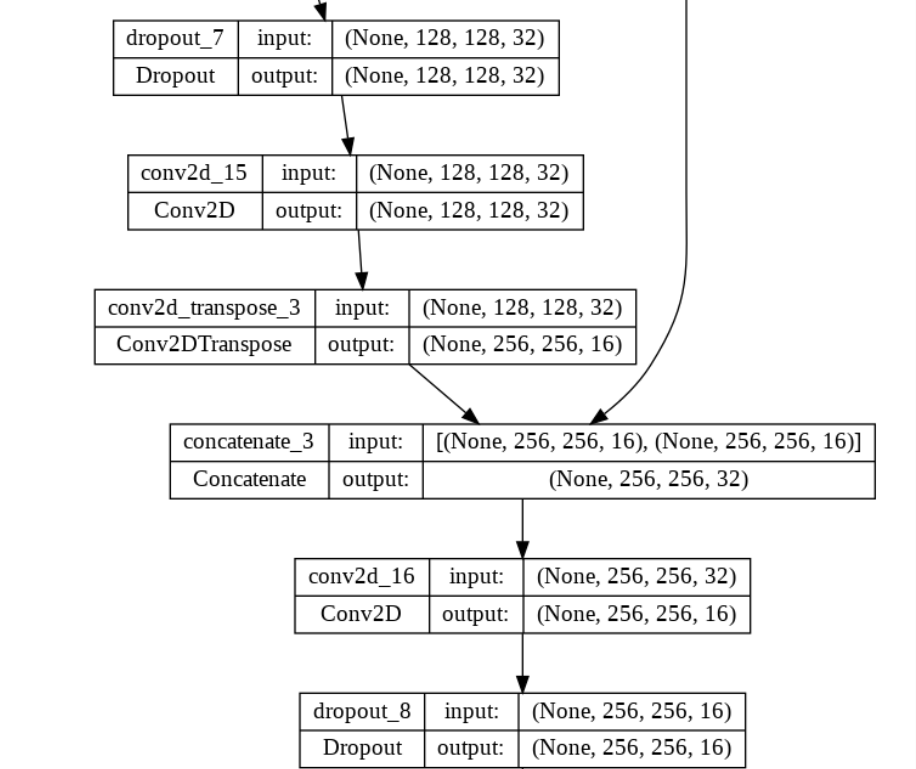 dropout_7 input: (None, 128, 128, 32)
Dropout output: (None, 128, 128, 32)
conv2d_15 input: (None, 128, 128, 32)
Conv2D output: (None, 128, 128, 32)
conv2d_transpose_3 input: (None, 128, 128, 32)
Conv2DTranspose output: (None, 256, 256, 16)
concatenate_3 input: [(None, 256, 256, 16), (None, 256, 256, 16)]
Concatenate output: (None, 256, 256, 32)
conv2d_16 input: (None, 256, 256, 32)
Conv2D output: (None, 256, 256, 16)
dropout_8 input: (None, 256, 256, 16)
Dropout output: (None, 256, 256, 16)